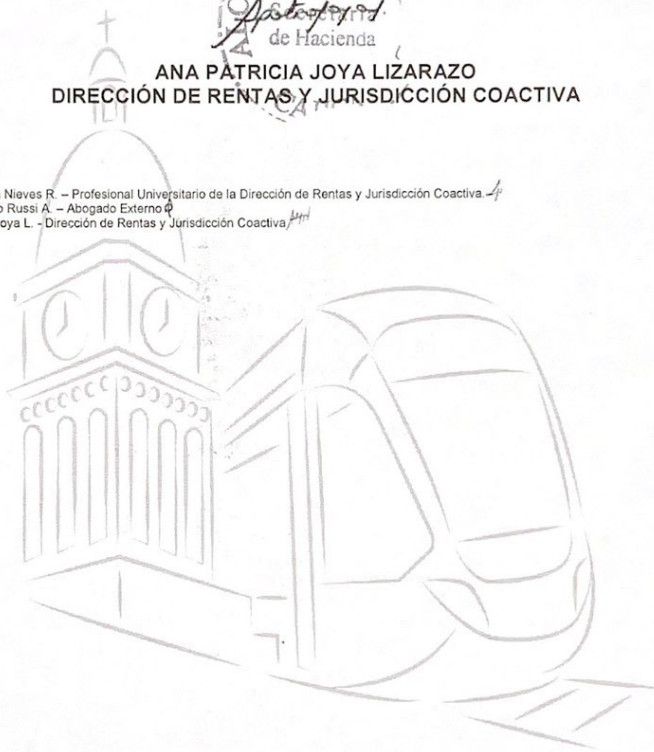 Secretaría
de Hacienda
ANA PATRICIA JOYA LIZARAZO
DIRECCIÓN DE RENTAS Y JURISDICCIÓN COACTIVA
Nieves R. – Profesional Universitario de la Dirección de Rentas y Jurisdicción Coactiva.
Russi A. – Abogado Externo
oya L. - Dirección de Rentas y Jurisdicción Coactiva